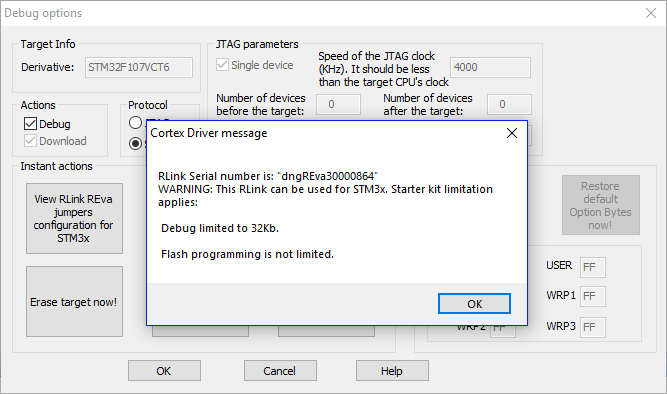 Debug options
Target Info
Derivative:
STM32F107VCT6
JTAG parameters
Single device
Speed of the JTAG clock
(KHz). It should be less
than the target CPU's clock
4000
Number of devices
before the target:
0
Number of devices
after the target:
0
Actions
Debug
Download
Protocol
Cortex Driver message
RLink Serial number is: "dngREva30000864"
WARNING: This RLink can be used for STM3x. Starter kit limitation
applies:
Debug limited to 32Kb.
Flash programming is not limited.
OK
Instant actions
View RLink REva
jumpers
configuration for
STM3x
Erase target now!
Restore
default
Option Bytes
now!
USER
FF
WRP1
FF
WRP2
FF
WRP3
FF
OK
Cancel
Help